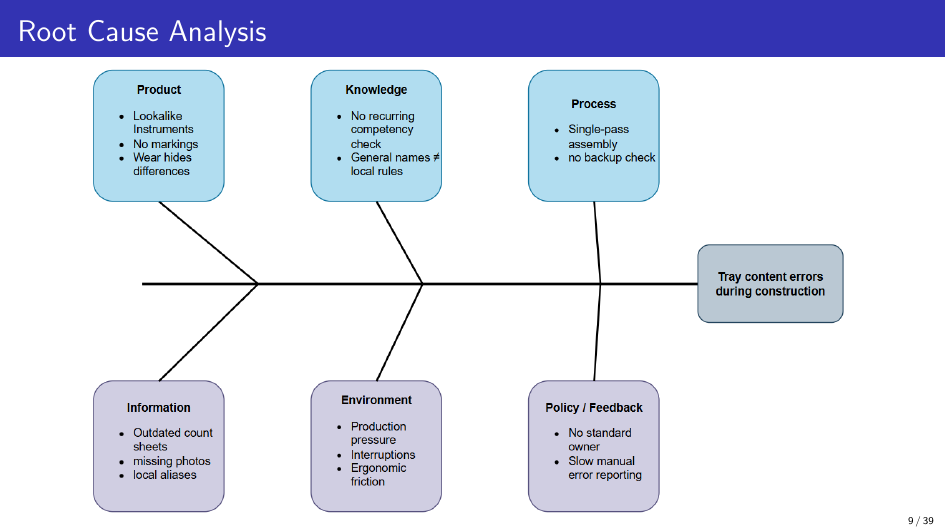 Root Cause Analysis
Product
• Lookalike
Instruments
• No markings
• Wear hides
differences
Knowledge
• No recurring
competency
check
• General names ≠
local rules
Process
• Single-pass
assembly
• no backup check
Tray content errors
during construction
Information
• Outdated count
sheets
• missing photos
• local aliases
Environment
• Production
pressure
• Interruptions
• Ergonomic
friction
Policy / Feedback
• No standard
owner
• Slow manual
error reporting
9 / 39